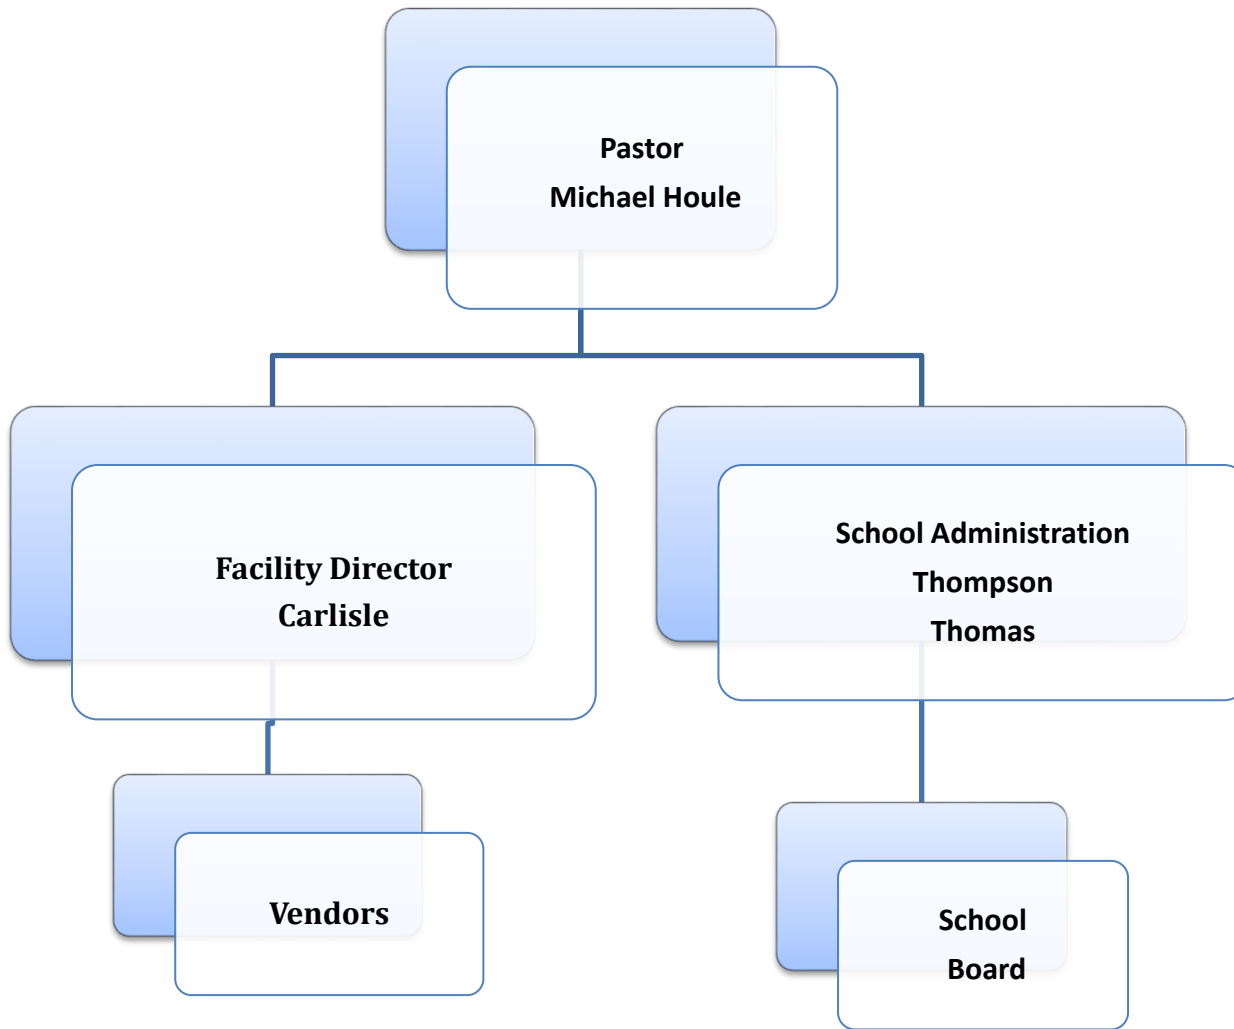 Pastor
Michael Houle
Facility Director
Carlisle
School Administration
Thompson
Thomas
Vendors
School
Board